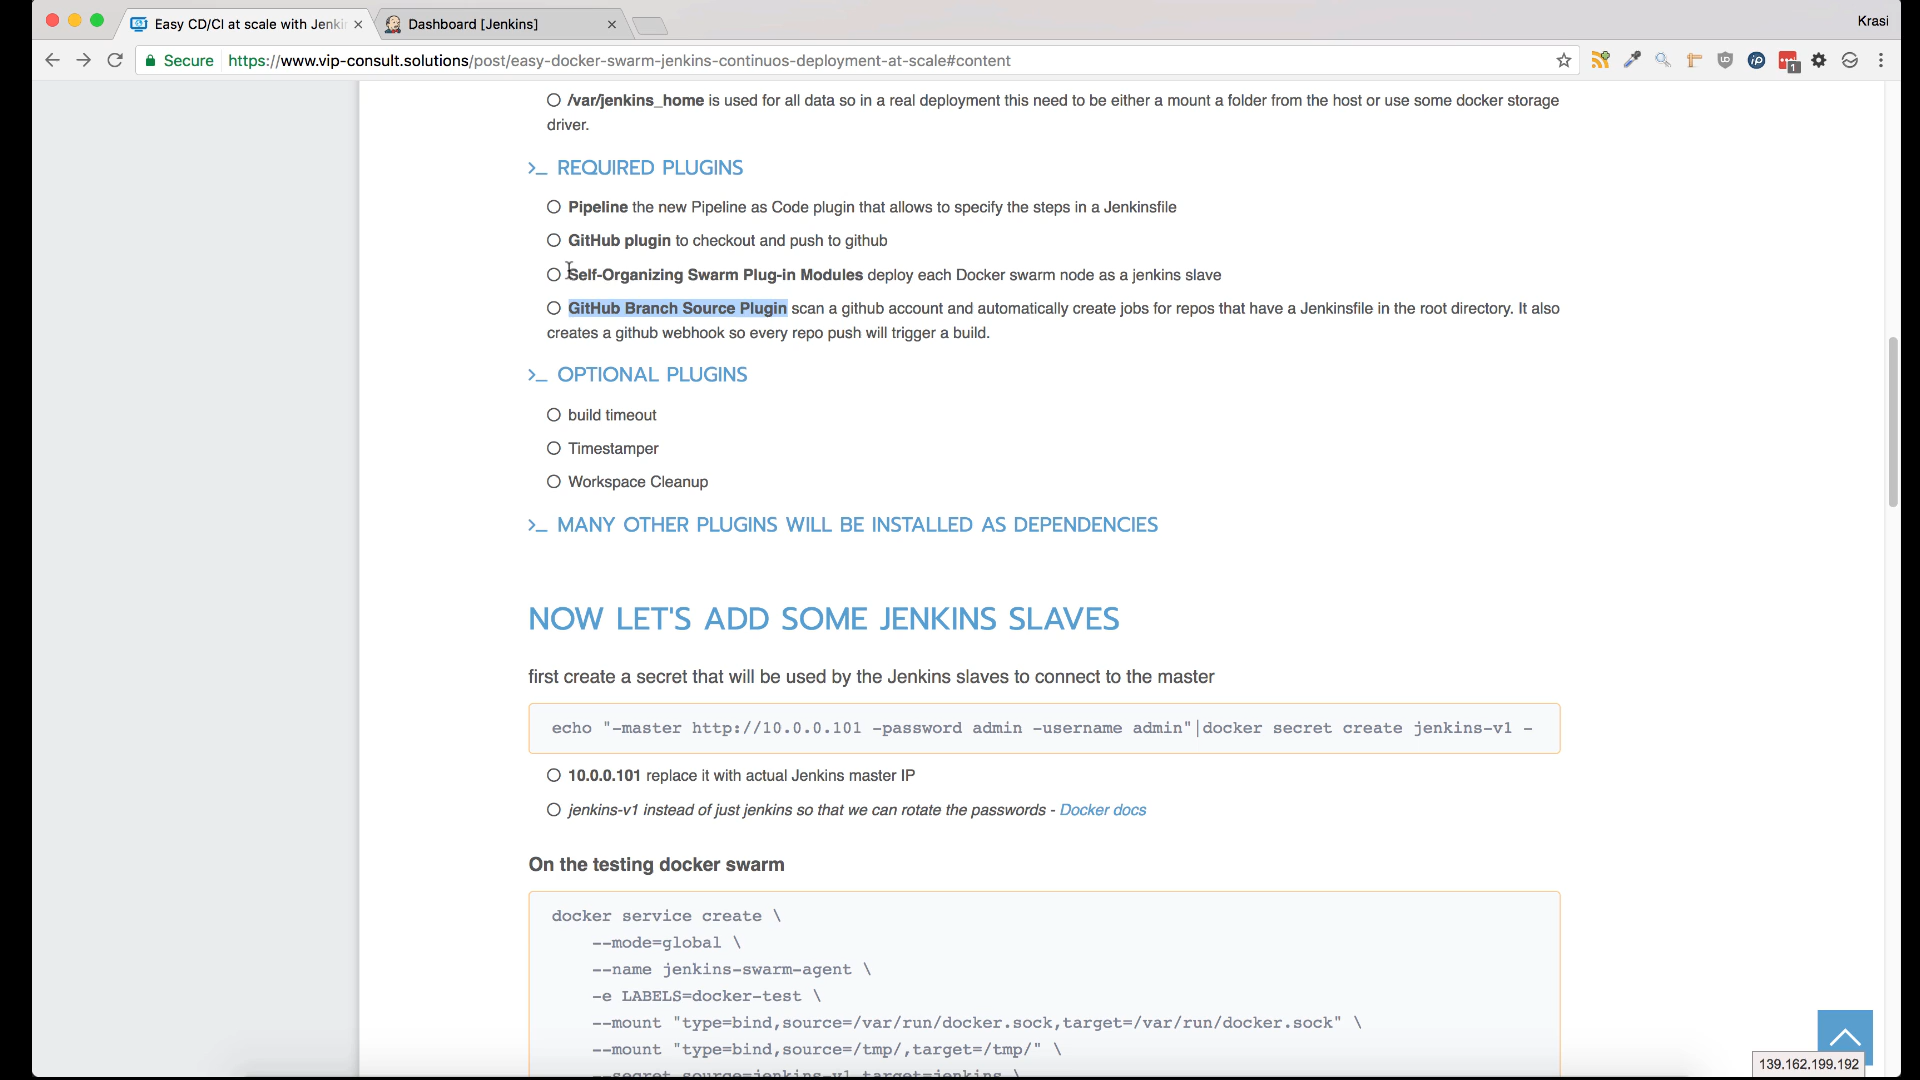 Easy CD/CI at scale with Jenki
Dashboard [Jenkins]
Krasi
Secure
https://www.vip-consult.solutions/post/easy-docker-swarm-jenkins-continuos-deployment-at-scale#content
1
/var/jenkins_home is used for all data so in a real deployment this need to be either a mount a folder from the host or use some docker storage
driver.
>_ REQUIRED PLUGINS
Pipeline the new Pipeline as Code plugin that allows to specify the steps in a Jenkinsfile
GitHub plugin to checkout and push to github
Self-Organizing Swarm Plug-in Modules deploy each Docker swarm node as a jenkins slave
GitHub Branch Source Plugin scan a github account and automatically create jobs for repos that have a Jenkinsfile in the root directory. It also
creates a github webhook so every repo push will trigger a build.
>_ OPTIONAL PLUGINS
build timeout
Timestamper
Workspace Cleanup
>_ MANY OTHER PLUGINS WILL BE INSTALLED AS DEPENDENCIES
NOW LET'S ADD SOME JENKINS SLAVES
first create a secret that will be used by the Jenkins slaves to connect to the master
echo "-master http://10.0.0.101 -password admin -username admin"|docker secret create jenkins-v1 -
10.0.0.101 replace it with actual Jenkins master IP
jenkins-v1 instead of just jenkins so that we can rotate the passwords - Docker docs
On the testing docker swarm
docker service create \
--mode=global \
--name jenkins-swarm-agent \
-e LABELS=docker-test \
--mount "type=bind,source=/var/run/docker.sock,target=/var/run/docker.sock" \
--mount "type=bind,source=/tmp/,target=/tmp/" \
--secret source=jenkins-v1,target=jenkins \
139.162.199.192